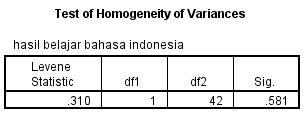 Test of Homogeneity of Variances
hasil belajar bahasa indonesia
Levene Statistic df1 df2 Sig.
.310 1 42 .581